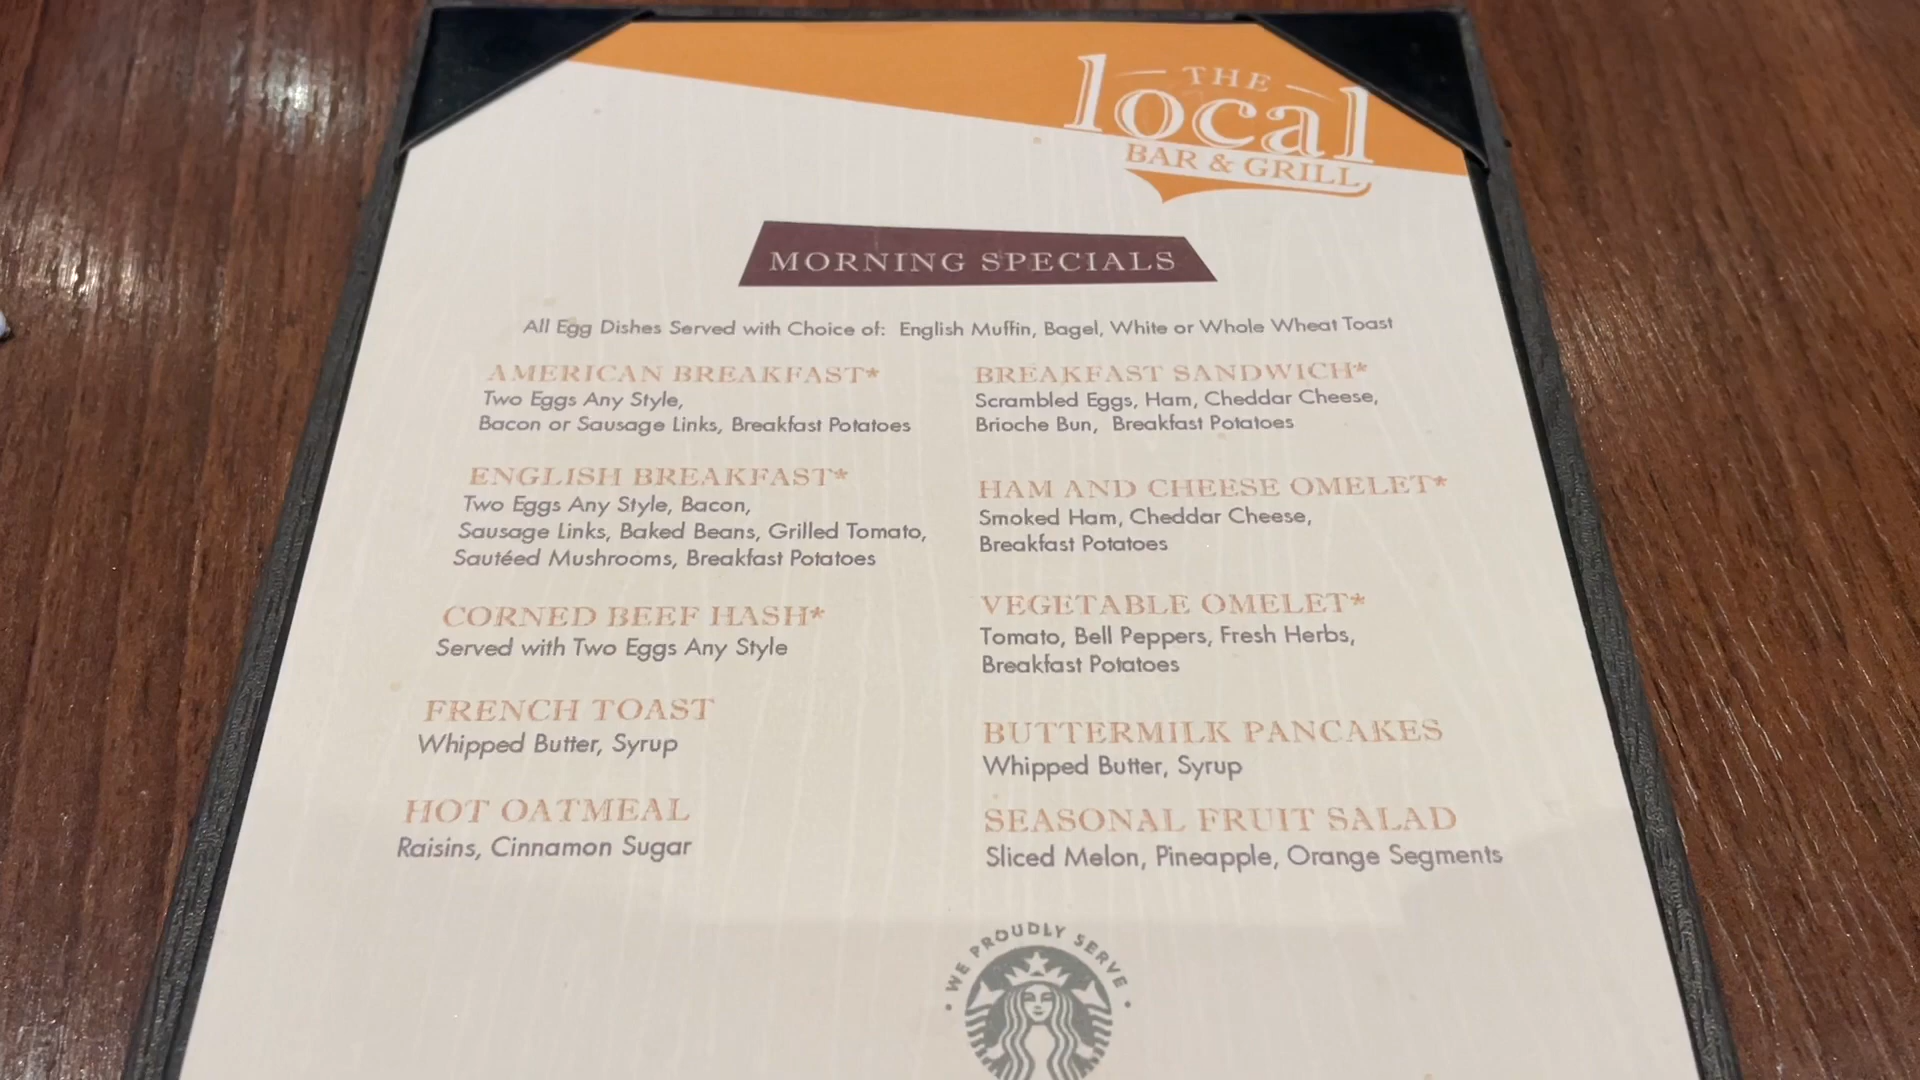 THE
local
BAR & GRILL
MORNING SPECIALS
All Egg Dishes Served with Choice of: English Muffin, Bagel, White or Whole Wheat Toast
AMERICAN BREAKFAST*
Two Eggs Any Style,
Bacon or Sausage Links, Breakfast Potatoes
ENGLISH BREAKFAST*
Two Eggs Any Style, Bacon,
Sausage Links, Baked Beans, Grilled Tomato,
Sautéed Mushrooms, Breakfast Potatoes
CORNED BEEF HASH*
Served with Two Eggs Any Style
FRENCH TOAST
Whipped Butter, Syrup
HOT OATMEAL
Raisins, Cinnamon Sugar
BREAKFAST SANDWICH*
Scrambled Eggs, Ham, Cheddar Cheese,
Brioche Bun, Breakfast Potatoes
HAM AND CHEESE OMELET*
Smoked Ham, Cheddar Cheese,
Breakfast Potatoes
VEGETABLE OMELET*
Tomato, Bell Peppers, Fresh Herbs,
Breakfast Potatoes
BUTTERMILK PANCAKES
Whipped Butter, Syrup
SEASONAL FRUIT SALAD
Sliced Melon, Pineapple, Orange Segments
• WE PROUDLY SERVE •